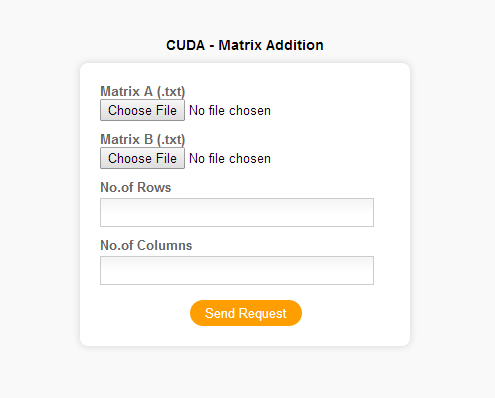 CUDA - Matrix Addition
Matrix A (.txt)
Choose File No file chosen
Matrix B (.txt)
Choose File No file chosen
No.of Rows
No.of Columns
Send Request